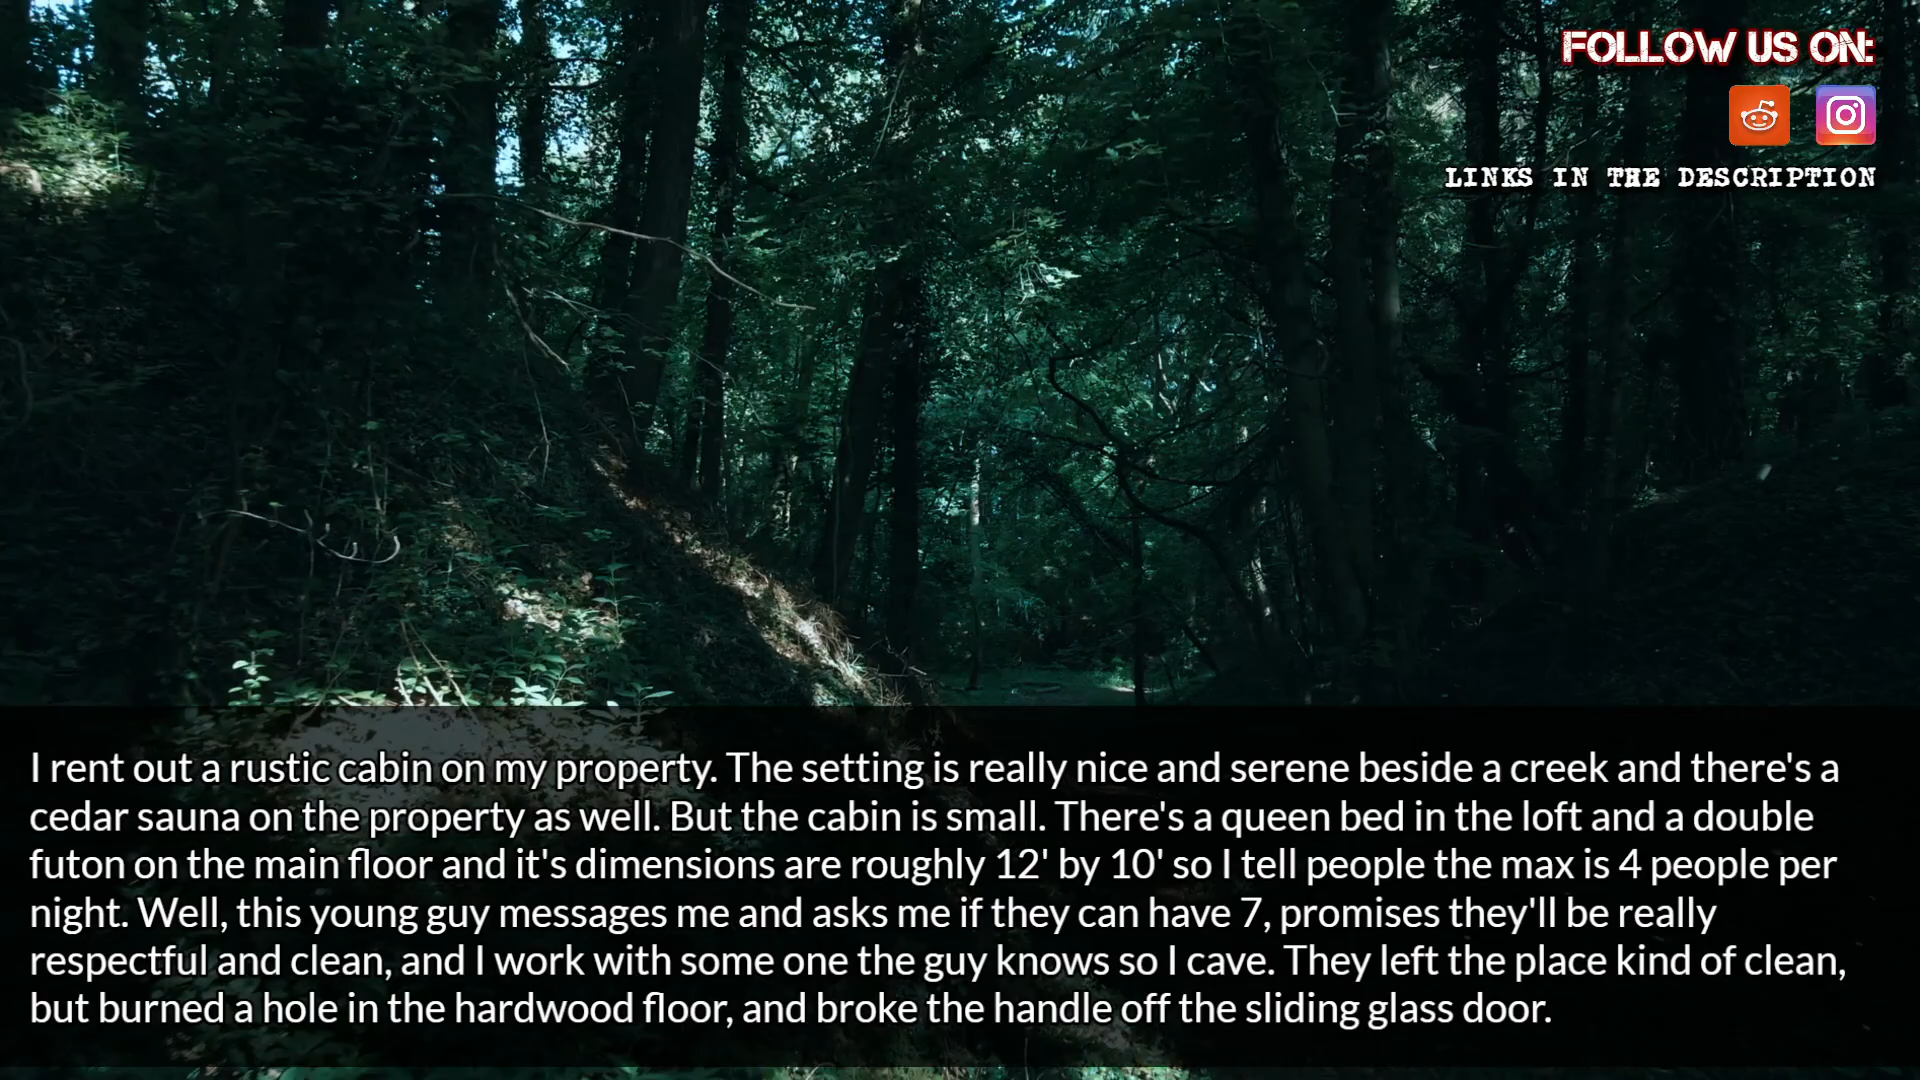 FOLLOW US ON:
LINKS IN THE DESCRIPTION
I rent out a rustic cabin on my property. The setting is really nice and serene beside a creek and there's a
cedar sauna on the property as well. But the cabin is small. There's a queen bed in the loft and a double
futon on the main floor and it's dimensions are roughly 12' by 10' so I tell people the max is 4 people per
night. Well, this young guy messages me and asks me if they can have 7, promises they'll be really
respectful and clean, and I work with some one the guy knows so I cave. They left the place kind of clean,
but burned a hole in the hardwood floor, and broke the handle off the sliding glass door.